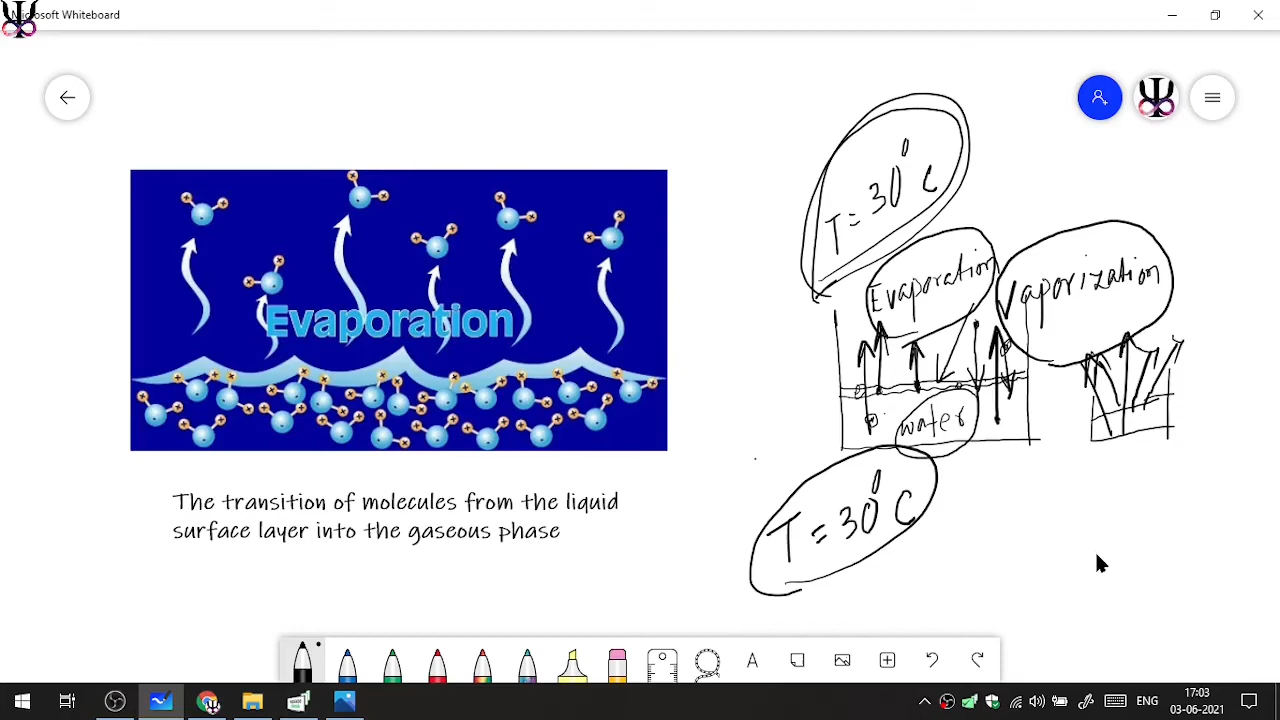 Microsoft Whiteboard
T = 30°C
Evaporation
Vaporization
Evaporation
water
The transition of molecules from the liquid
surface layer into the gaseous phase
T = 30°C
A
ENG
17:03
03-06-2021